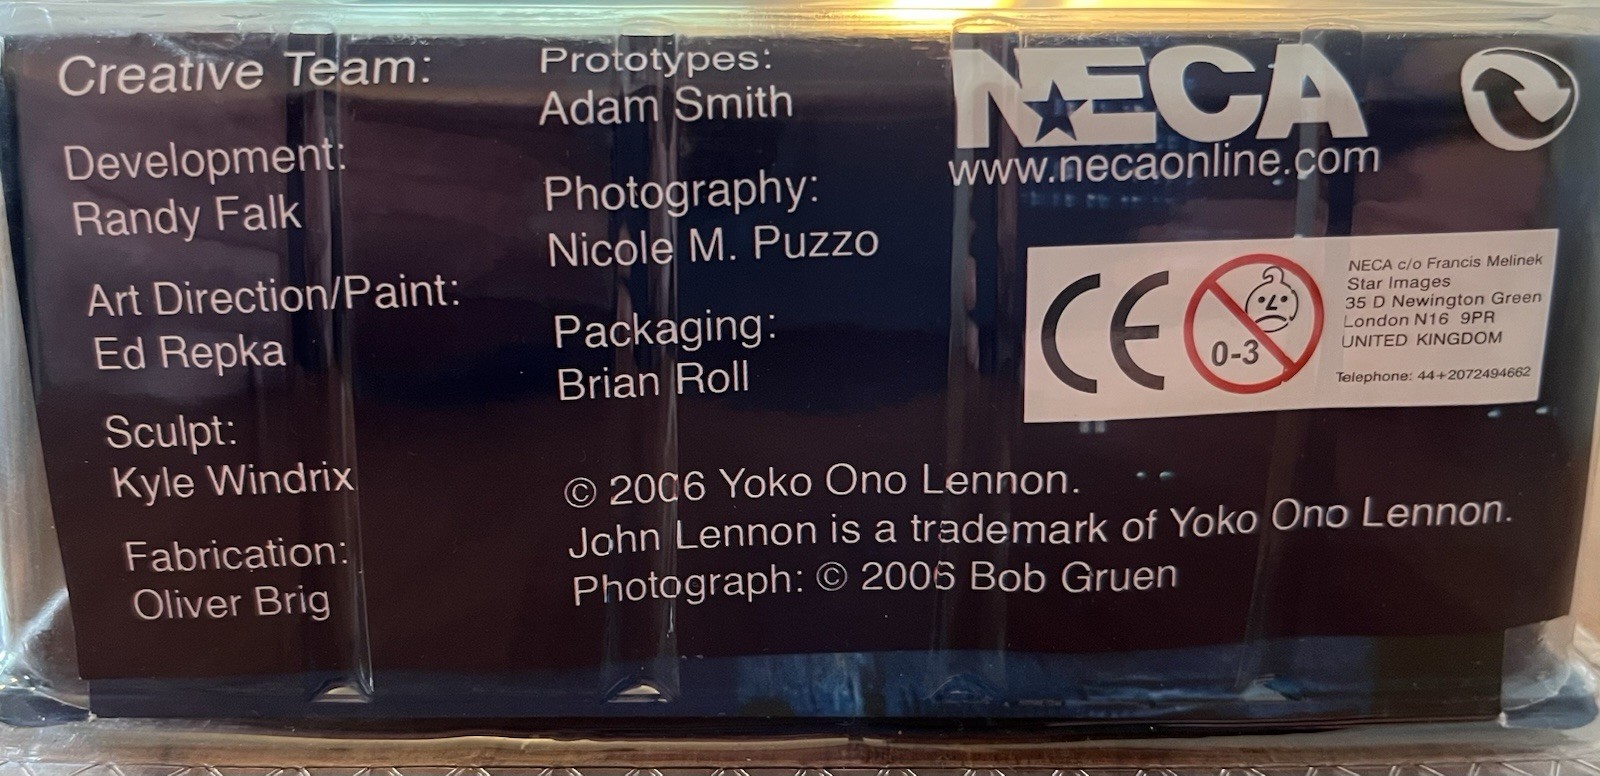 Creative Team:
Development:
Randy Falk
Art Direction/Paint:
Ed Repka
Sculpt:
Kyle Windrix
Fabrication:
Oliver Brig
Prototypes:
Adam Smith
Photography:
Nicole M. Puzzo
Packaging:
Brian Roll
© 2006 Yoko Ono Lennon.
John Lennon is a trademark of Yoko Ono Lennon.
Photograph: © 2006 Bob Gruen
NECA
www.necaonline.com
CE
0-3
NECA c/o Francis Melinek
Star Images
35 D Newington Green
London N16 9PR
UNITED KINGDOM
Telephone: 44+2072494662